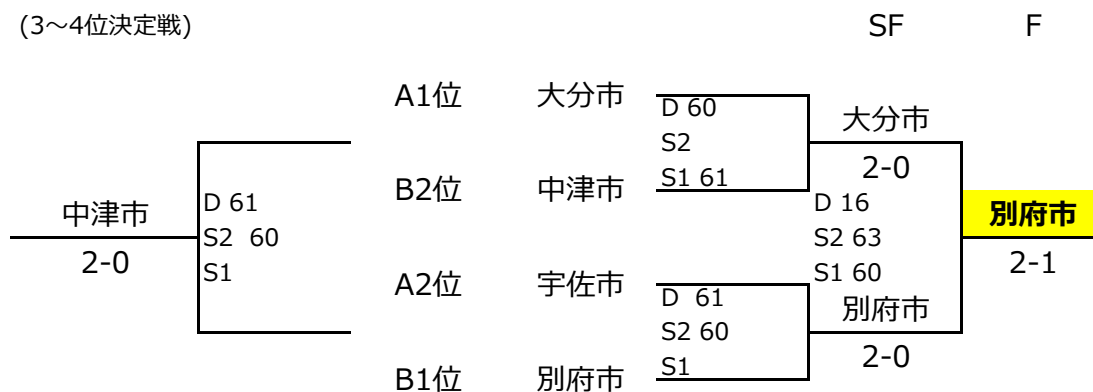 (3～4位決定戦)
SF F
A1位 大分市
D 60
S2
S1 61
大分市
2-0
B2位 中津市
中津市
2-0
D 61
S2 60
S1
D 16
S2 63
S1 60
別府市
2-1
A2位 宇佐市
D 61
S2 60
S1
別府市
2-0
B1位 別府市